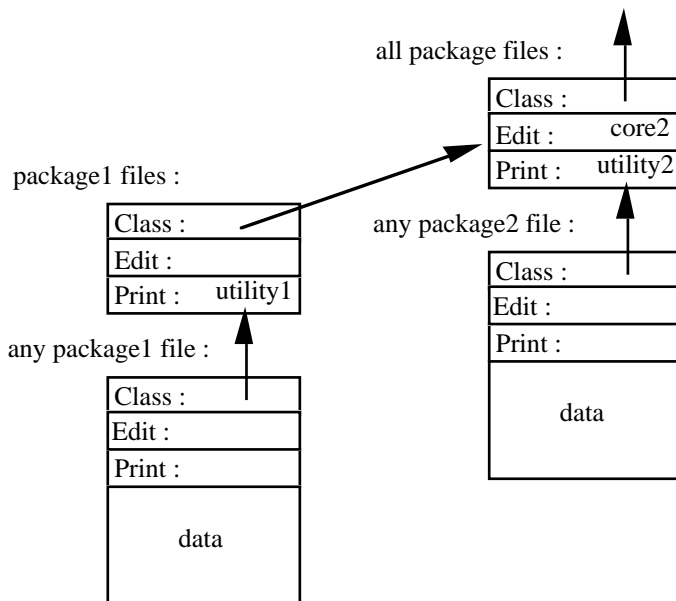 all package files :
Class :
Edit : core2
Print : utility2
package1 files :
Class :
Edit :
Print : utility1
any package2 file :
Class :
Edit :
Print :
data
any package1 file :
Class :
Edit :
Print :
data